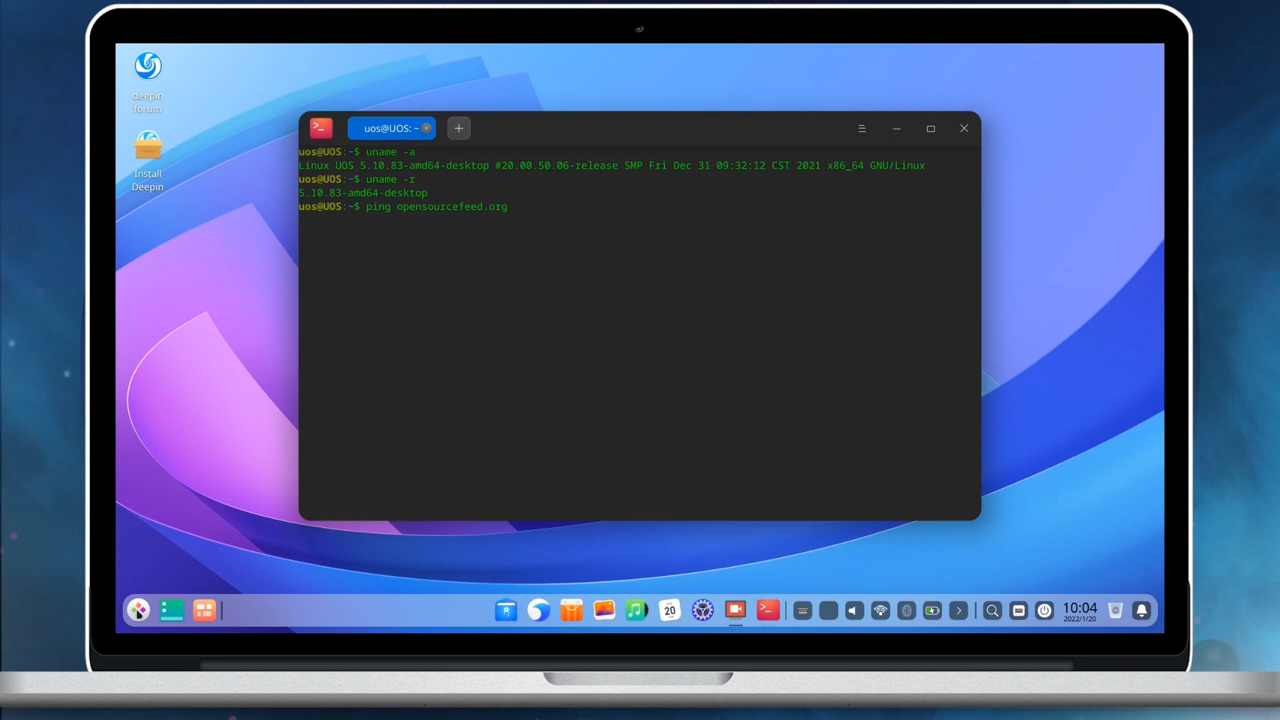 deepin
forum
Install
Deepin
>_
uos@UOS: ~
uos@UOS:~$ uname -a
Linux UOS 5.10.83-amd64-desktop #20.00.50.06-release SMP Fri Dec 31 09:32:12 CST 2021 x86_64 GNU/Linux
uos@UOS:~$ uname -r
5.10.83-amd64-desktop
uos@UOS:~$ ping opensourcefeed.org
20
>_
10:04
2022/1/20